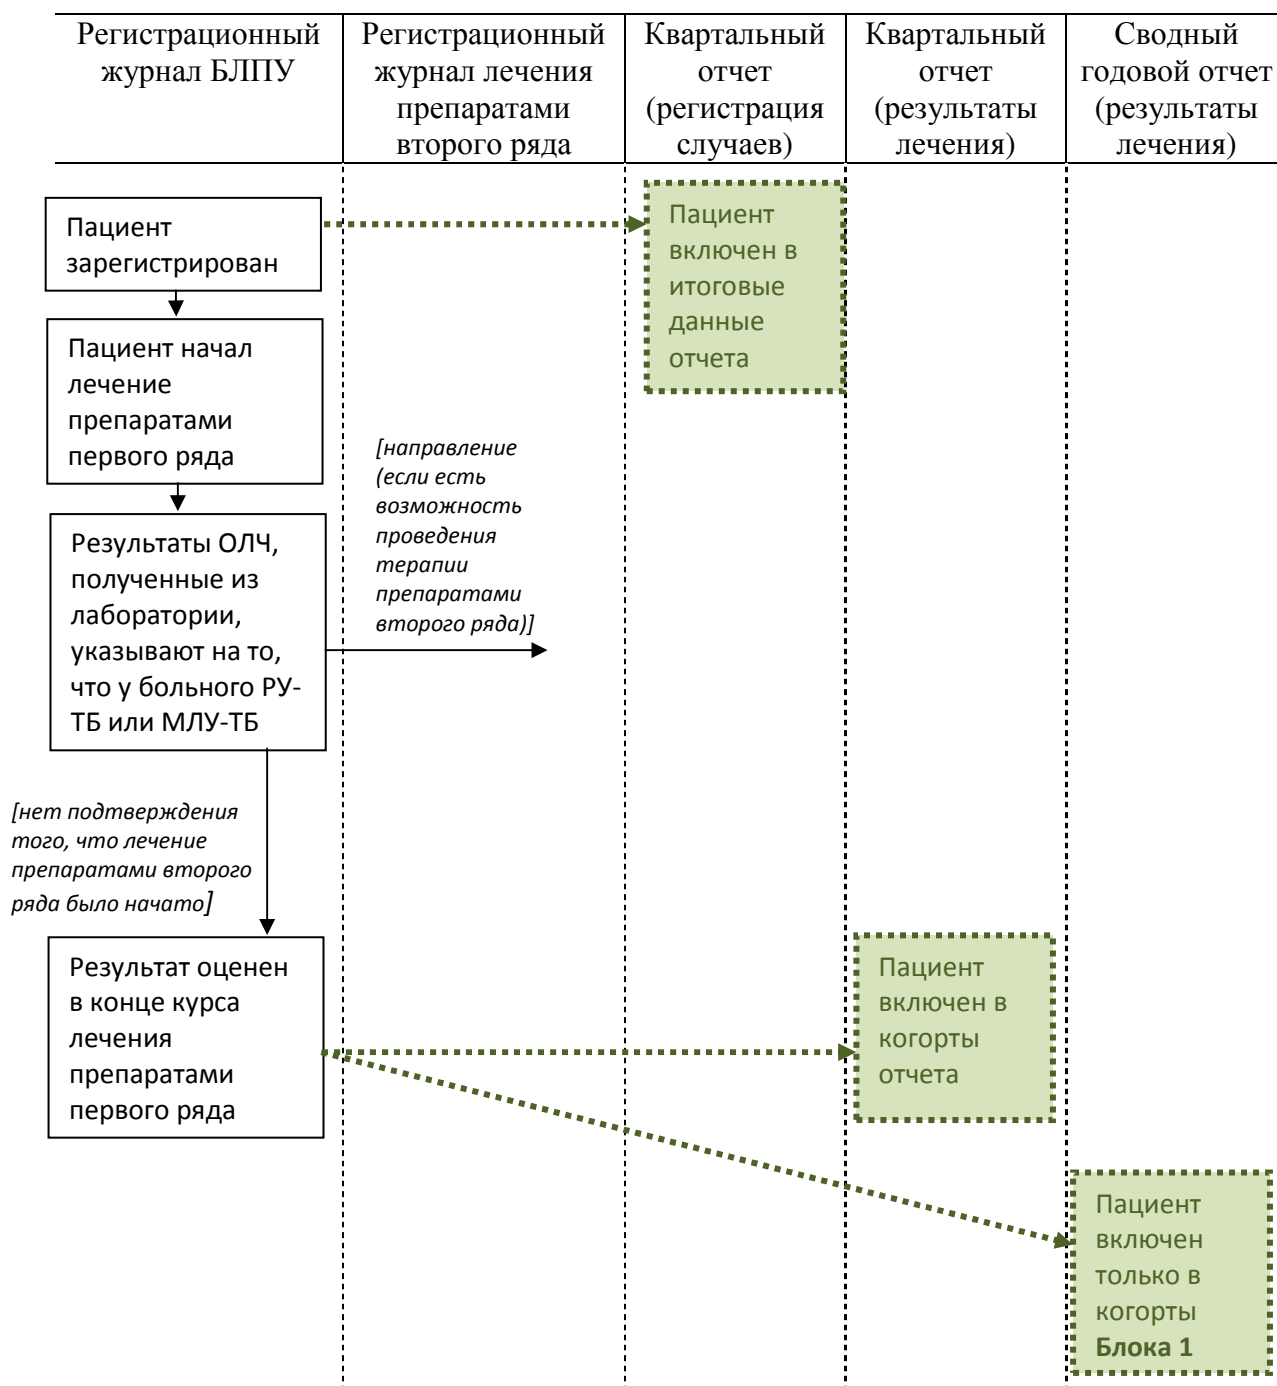 Регистрационный
журнал БЛПУ
Регистрационный
журнал лечения
препаратами
второго ряда
Квартальный
отчет
(регистрация
случаев)
Квартальный
отчет
(результаты
лечения)
Сводный
годовой отчет
(результаты
лечения)
Пациент
зарегистрирован
Пациент
включен в
итоговые
данные
отчета
Пациент начал
лечение
препаратами
первого ряда
[направление
(если есть
возможность
проведения
терапии
препаратами
второго ряда)]
Результаты ОЛЧ,
полученные из
лаборатории,
указывают на то,
что у больного РУ-
ТБ или МЛУ-ТБ
[нет подтверждения
того, что лечение
препаратами второго
ряда было начато]
Результат оценен
в конце курса
лечения
препаратами
первого ряда
Пациент
включен в
когорты
отчета
Пациент
включен
только в
когорты
Блока 1